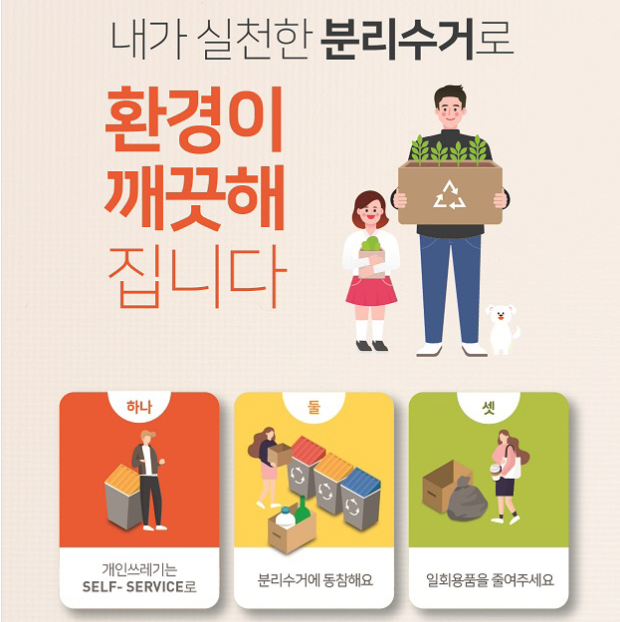 내가 실천한 분리수거로
환경이
깨끗해
집니다
하나
개인쓰레기는
SELF- SERVICE로
둘
분리수거에 동참해요
셋
일회용품을 줄여주세요